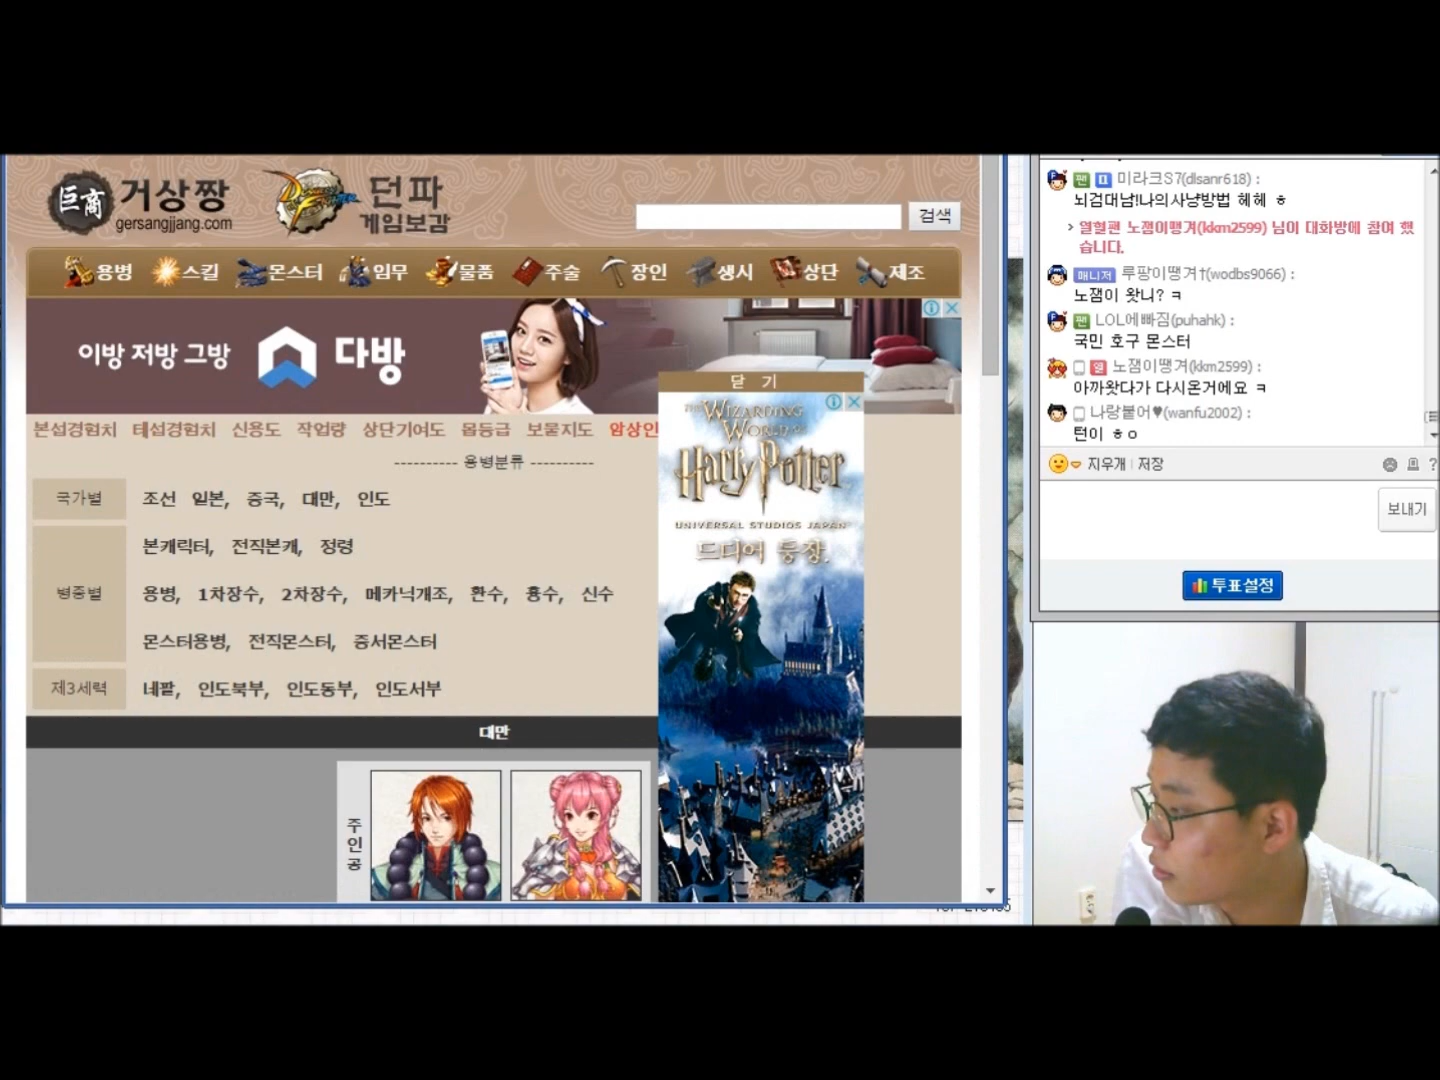 巨商 거상짱
gersangjjang.com
던파
게임보감
검색
용병 스킬 몬스터 임무 물품 주술 장인 생시 상단 제조
이방 저방 그방 다방
본섭경험치 테섭경험치 신용도 작업량 상단기여도 몹등급 보물지도 암상인
---------- 용병분류 ----------
국가별 조선 일본, 중국, 대만, 인도
본캐릭터, 전직본캐, 정령
병종별 용병, 1차장수, 2차장수, 메카닉개조, 환수, 흉수, 신수
몬스터용병, 전직몬스터, 증서몬스터
제3세력 네팔, 인도북부, 인도동부, 인도서부
대만
주인공
닫 기
THE WIZARDING
WORLD OF
Harry Potter
UNIVERSAL STUDIOS JAPAN
드디어 등장.
팬 미라크S7(dlsanr618) :
뇌검대남!나의사냥방법 헤헤 ㅎ
열혈팬 노잼이땡겨(kkm2599) 님이 대화방에 참여 했
습니다.
매니저 루팡이땡겨†(wodbs9066) :
노잼이 왓니? ㅋ
팬 LOL에빠짐(puhahk) :
국민 호구 몬스터
열 노잼이땡겨(kkm2599) :
아까왓다가 다시온거에요 ㅋ
나랑붙어♥(wanfu2002) :
턴이 ㅎㅇ
지우개 | 저장
보내기
투표설정